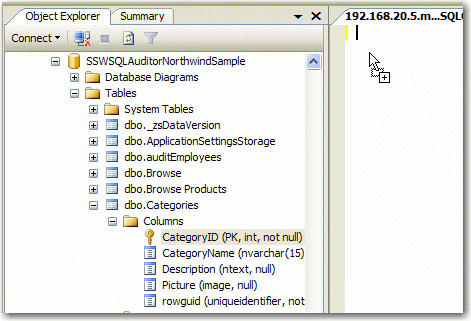 Object Explorer Summary
192.168.20.5.m...SQLQ
Connect
SSWSQLAuditorNorthwindSample
Database Diagrams
Tables
System Tables
dbo._zsDataVersion
dbo.ApplicationSettingsStorage
dbo.auditEmployees
dbo.Browse
dbo.Browse Products
dbo.Categories
Columns
CategoryID (PK, int, not null)
CategoryName (nvarchar(15)
Description (ntext, null)
Picture (image, null)
rowguid (uniqueidentifier, not